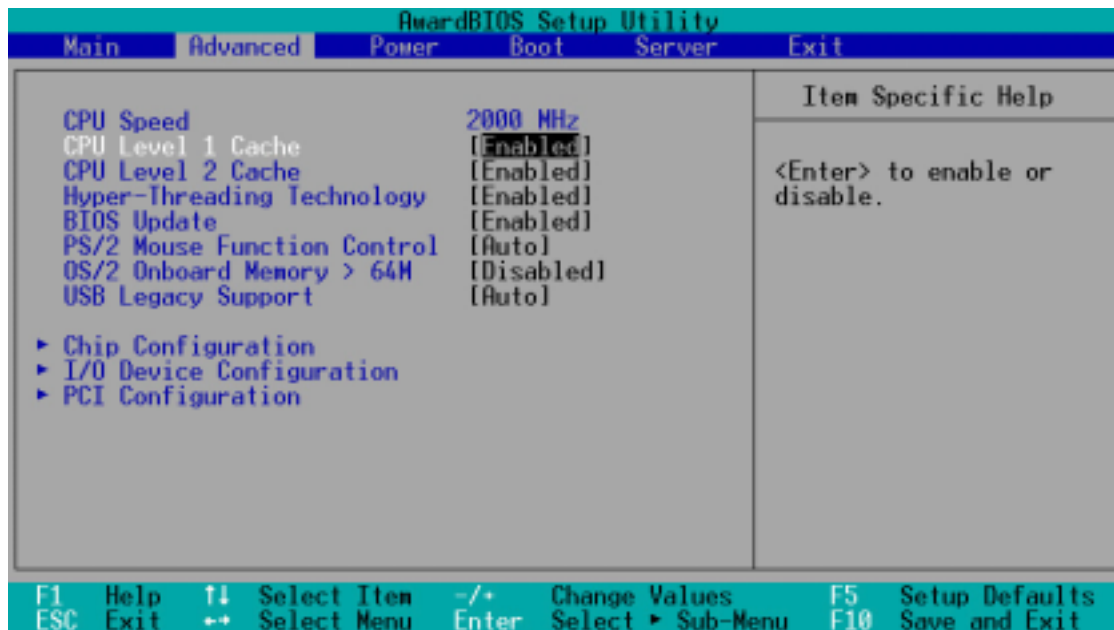 AwardBIOS Setup Utility
Main Advanced Power Boot Server Exit
Item Specific Help
CPU Speed 2000 MHz
CPU Level 1 Cache [Enabled]
CPU Level 2 Cache [Enabled]
Hyper-Threading Technology [Enabled]
BIOS Update [Enabled]
PS/2 Mouse Function Control [Auto]
OS/2 Onboard Memory > 64M [Disabled]
USB Legacy Support [Auto]
▸ Chip Configuration
▸ I/O Device Configuration
▸ PCI Configuration
<Enter> to enable or
disable.
F1 Help ↑↓ Select Item -/+ Change Values F5 Setup Defaults
ESC Exit ←→ Select Menu Enter Select ▸ Sub-Menu F10 Save and Exit